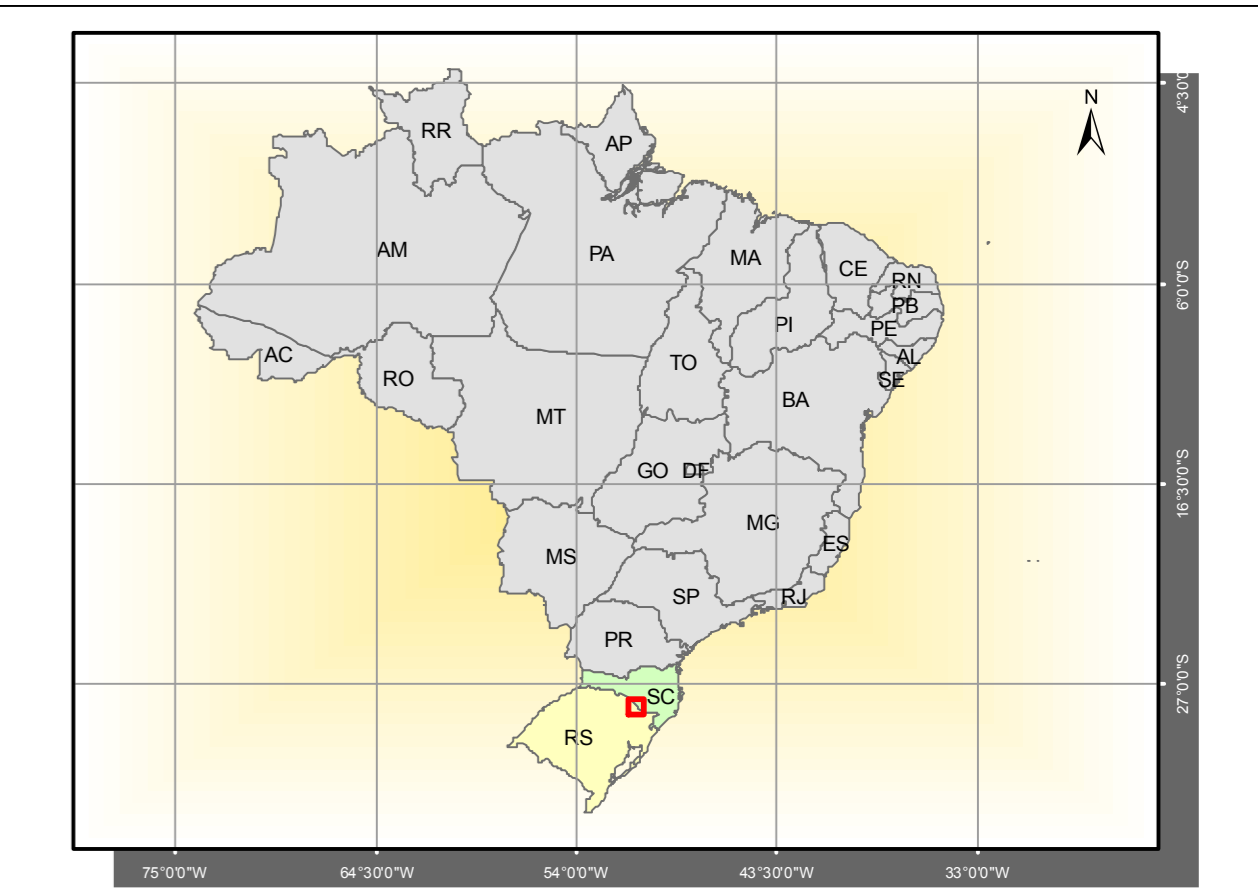 N
4°30'0
RR
AP
AM
PA
MA
CE
RN
6°0'0"S
PB
PI
PE
AC
AL
TO
RO
SE
BA
MT
GO
DF
16°30'0"S
MG
ES
MS
SP
RJ
PR
27°0'0"S
SC
RS
75°0'0"W
64°30'0"W
54°0'0"W
43°30'0"W
33°0'0"W